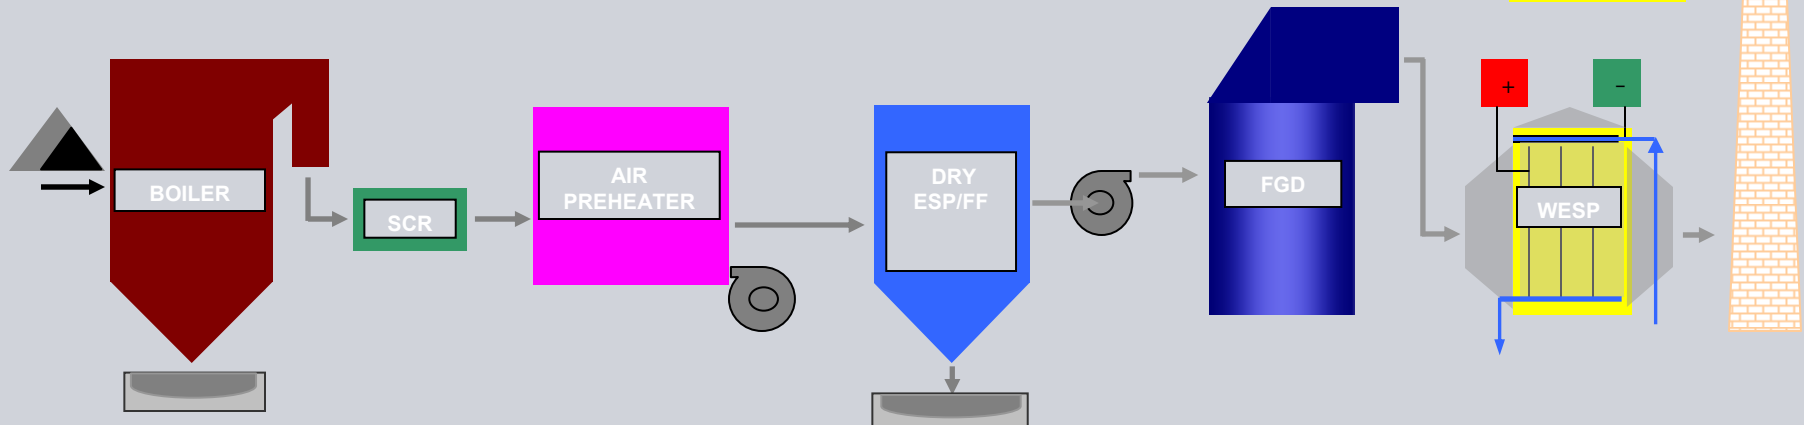 BOILER
SCR
AIR
PREHEATER
DRY
ESP/FF
FGD
+
-
WESP